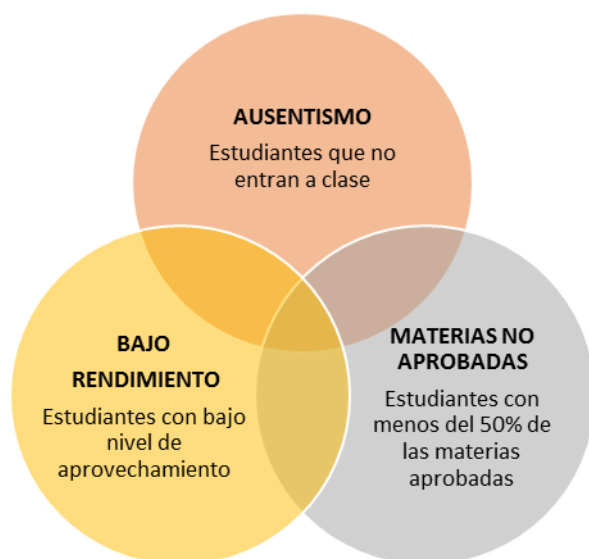 AUSENTISMO
Estudiantes que no
entran a clase
BAJO
RENDIMIENTO
Estudiantes con bajo
nivel de
aprovechamiento
MATERIAS NO
APROBADAS
Estudiantes con
menos del 50% de
las materias
aprobadas